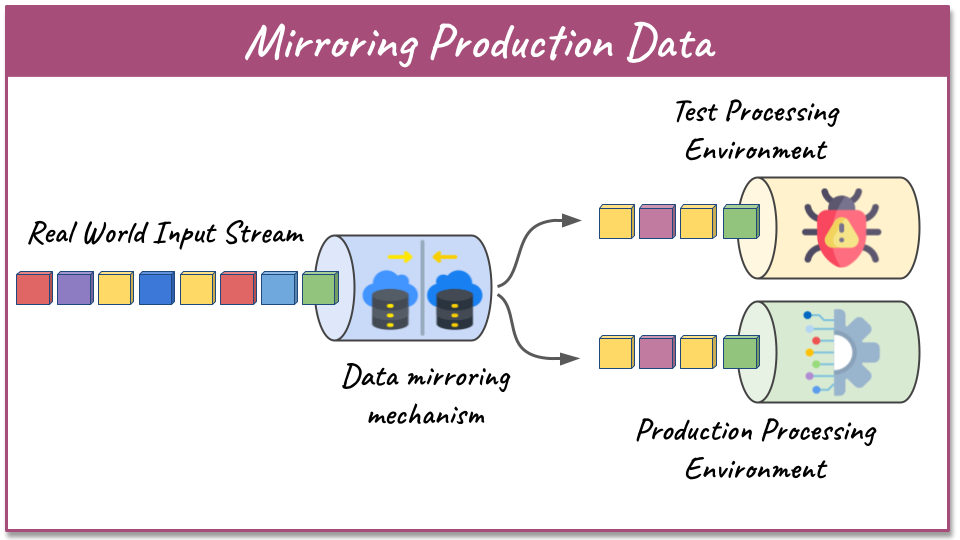 Mirroring Production Data
Test Processing
Environment
Real World Input Stream
Data mirroring
mechanism
Production Processing
Environment